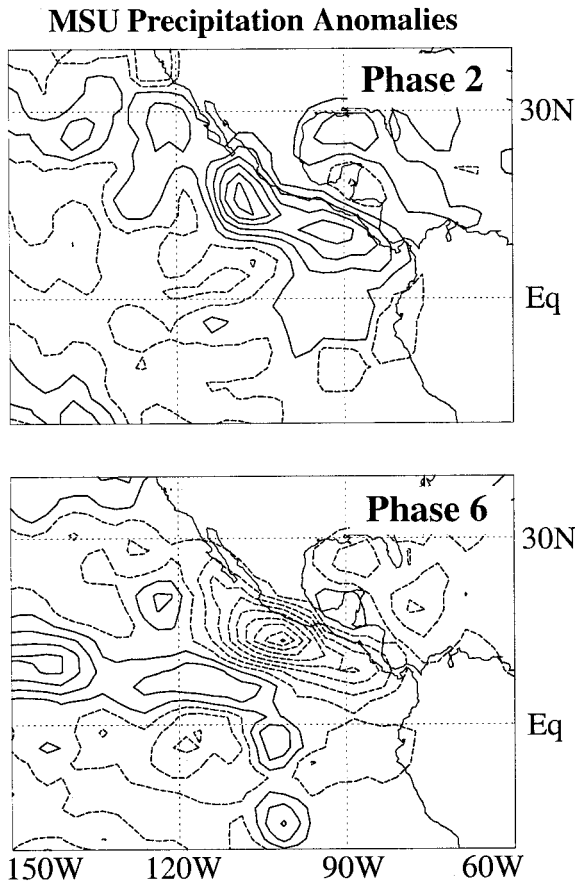 MSU Precipitation Anomalies
Phase 2
30N
Eq
Phase 6
30N
Eq
150W 120W 90W 60W